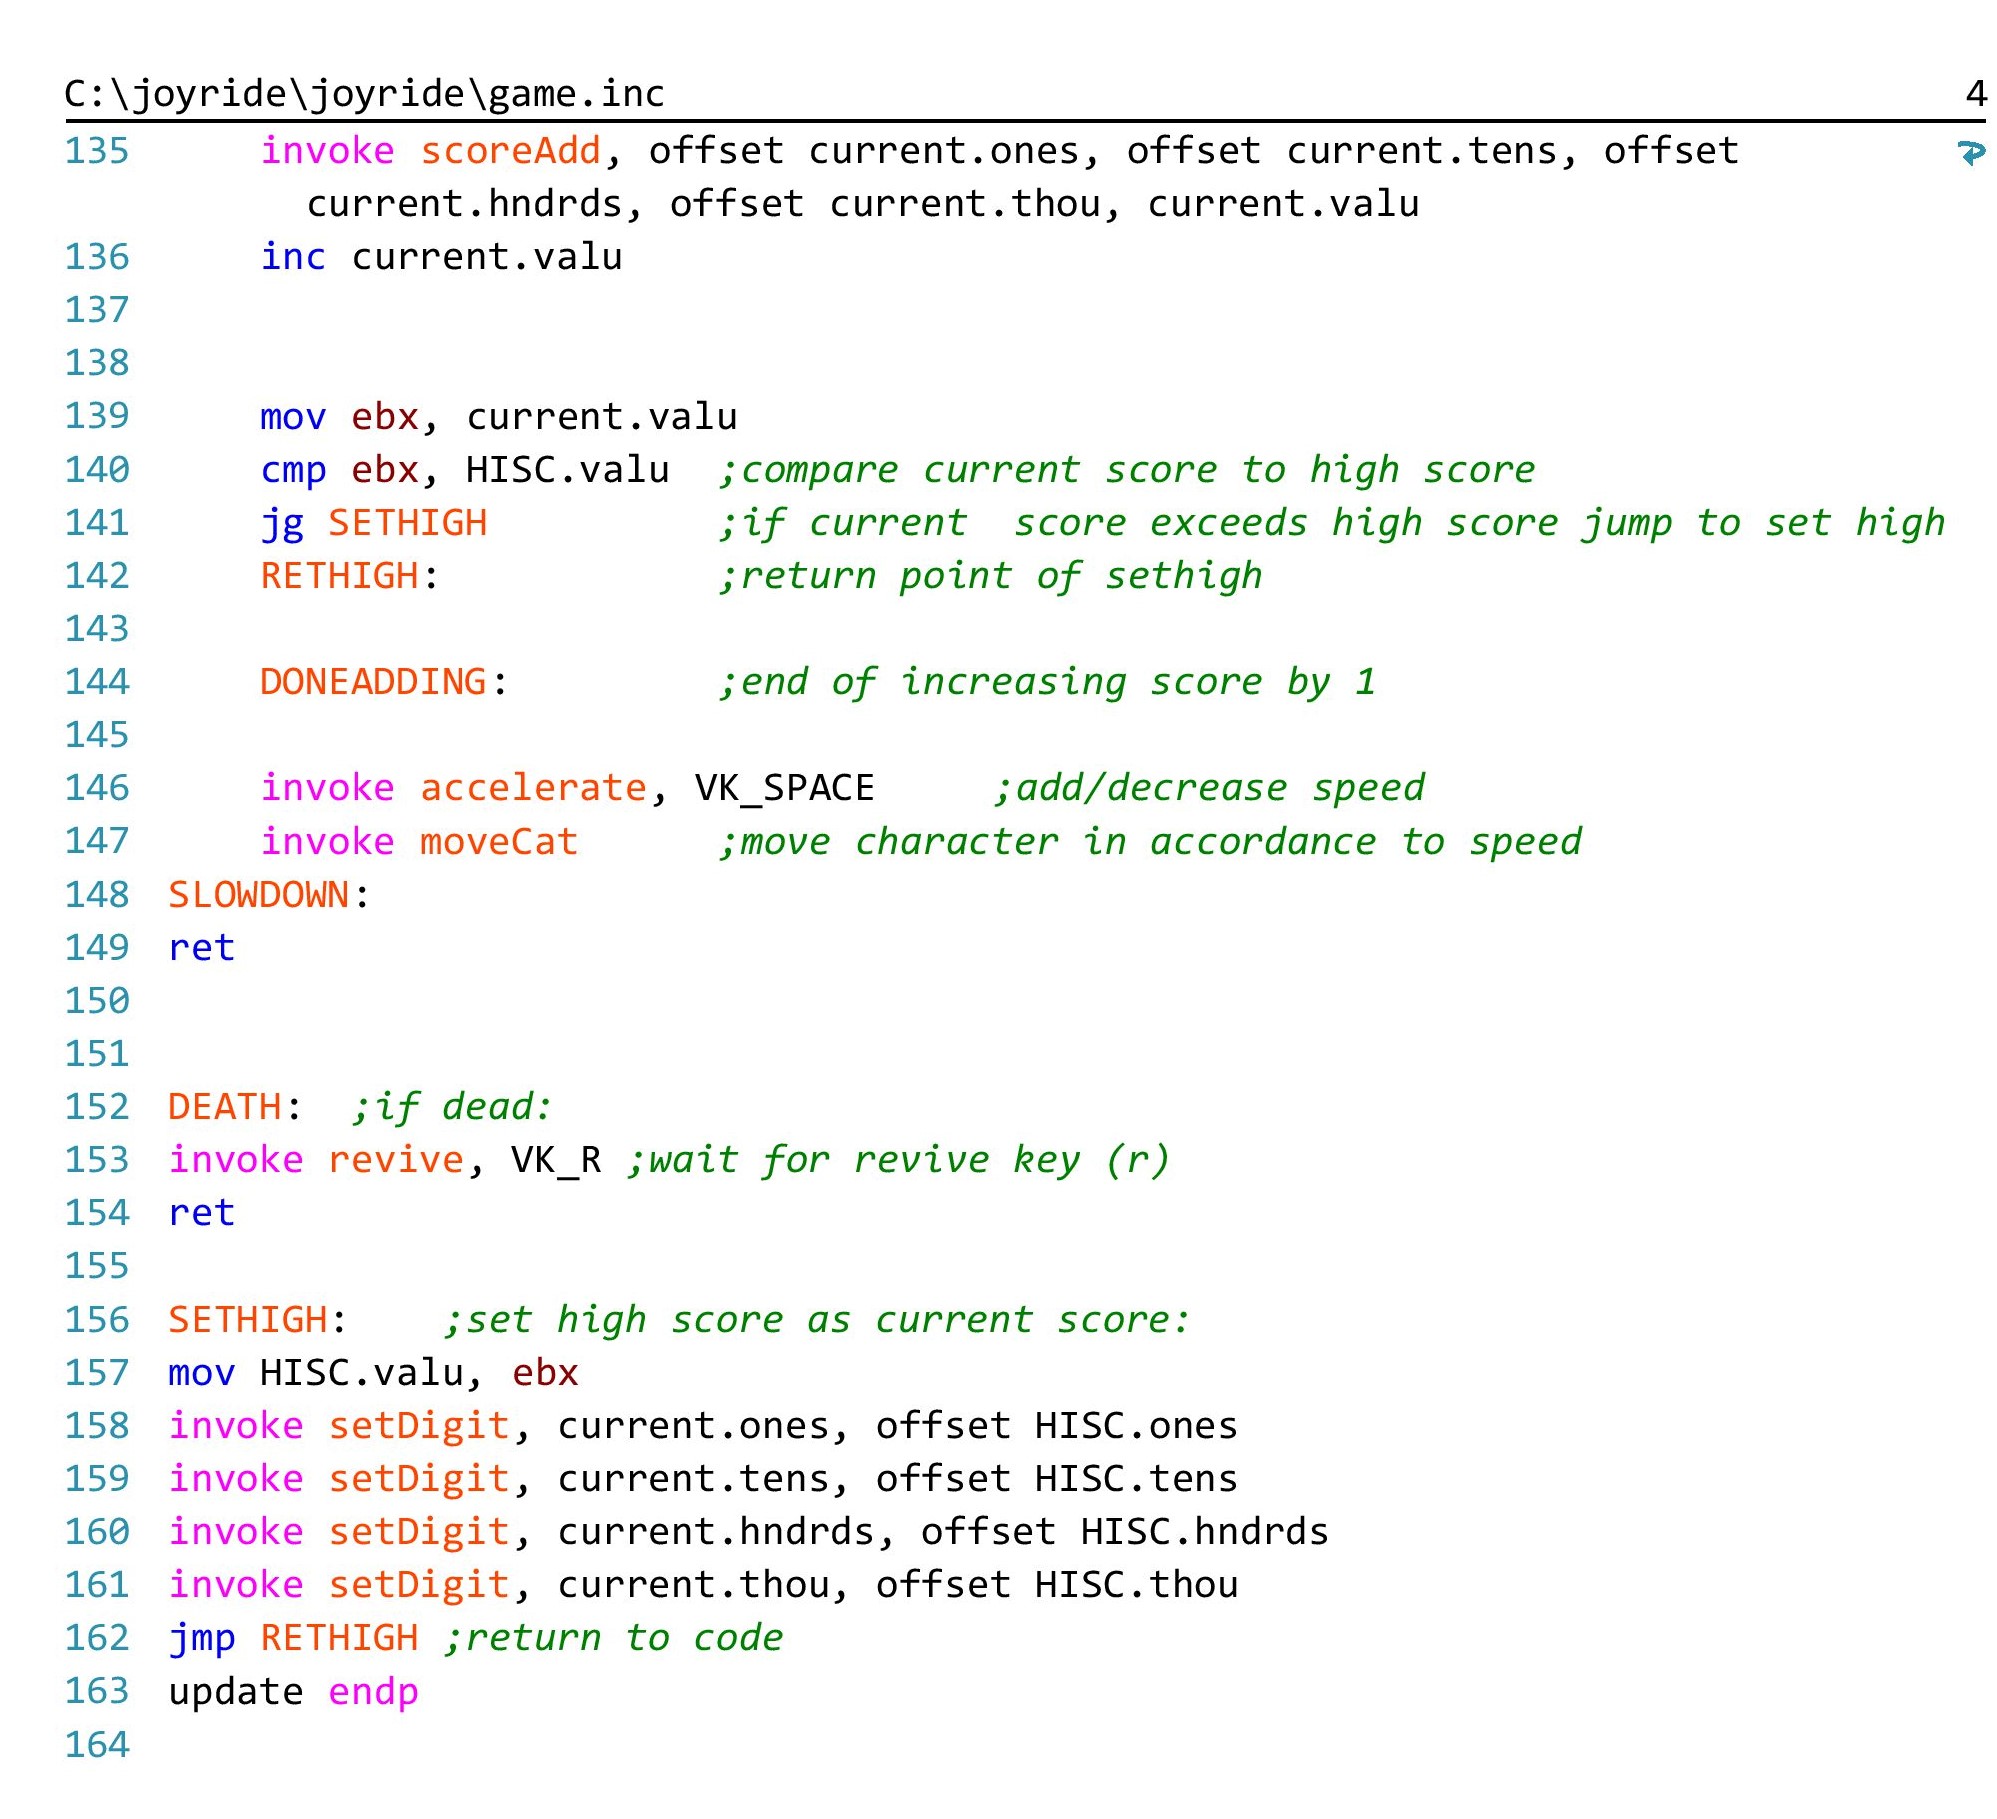 C:\joyride\joyride\game.inc 4
135 invoke scoreAdd, offset current.ones, offset current.tens, offset
current.hndrds, offset current.thou, current.valu
136 inc current.valu
137
138
139 mov ebx, current.valu
140 cmp ebx, HISC.valu ;compare current score to high score
141 jg SETHIGH ;if current  score exceeds high score jump to set high
142 RETHIGH: ;return point of sethigh
143
144 DONEADDING: ;end of increasing score by 1
145
146 invoke accelerate, VK_SPACE ;add/decrease speed
147 invoke moveCat ;move character in accordance to speed
148 SLOWDOWN:
149 ret
150
151
152 DEATH: ;if dead:
153 invoke revive, VK_R ;wait for revive key (r)
154 ret
155
156 SETHIGH: ;set high score as current score:
157 mov HISC.valu, ebx
158 invoke setDigit, current.ones, offset HISC.ones
159 invoke setDigit, current.tens, offset HISC.tens
160 invoke setDigit, current.hndrds, offset HISC.hndrds
161 invoke setDigit, current.thou, offset HISC.thou
162 jmp RETHIGH ;return to code
163 update endp
164